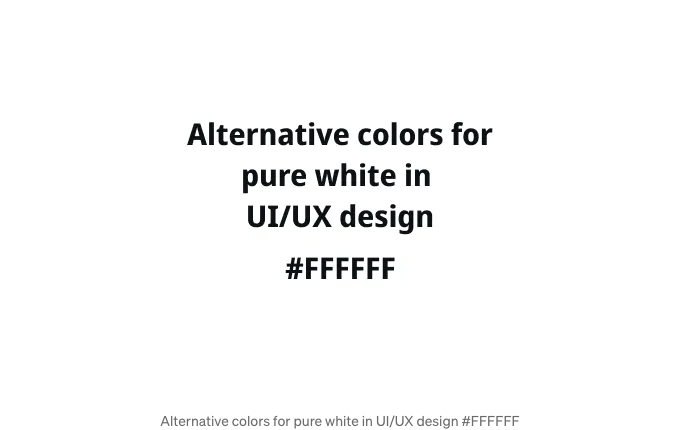 Alternative colors for
pure white in
UI/UX design
#FFFFFF
Alternative colors for pure white in UI/UX design #FFFFFF